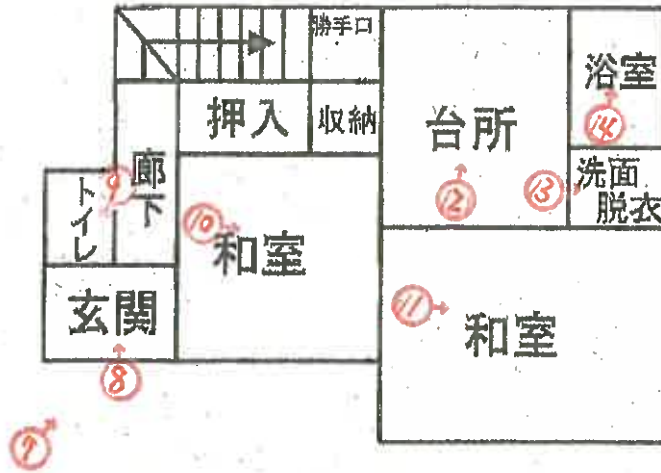 勝手口
浴室
押入
収納
台所
⑭
トイレ
⑨
廊下
⑬
洗面
脱衣
⑫
⑩
和室
玄関
⑪
和室
⑧
⑦